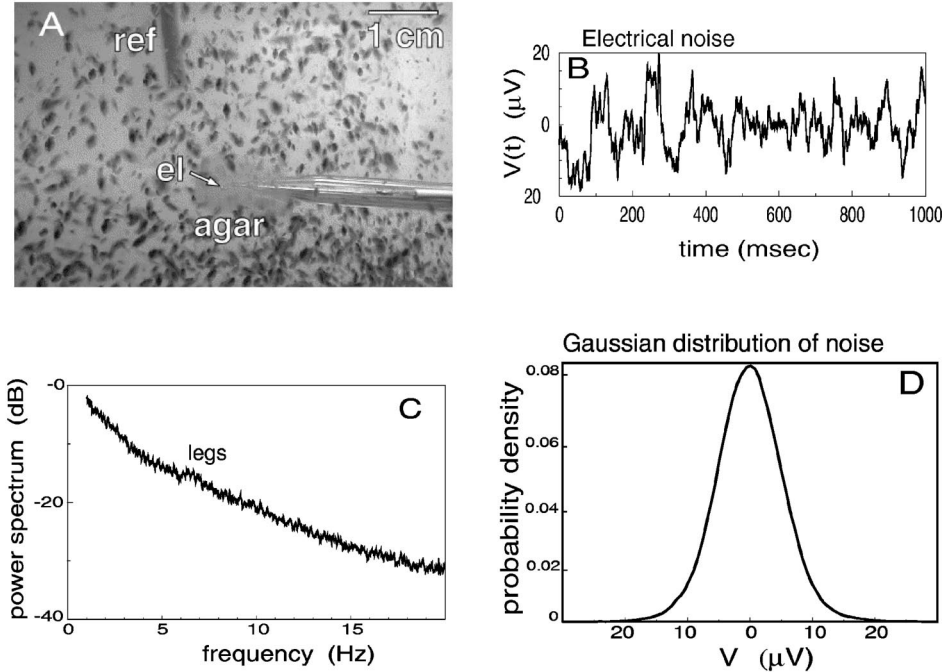 A
ref
1 cm
el
agar
Electrical noise
B
V(t) (μV)
20
10
0
10
20
0 200 400 600 800 1000
time (msec)
C
power spectrum (dB)
-0
-20
-40
legs
0 5 10 15
frequency (Hz)
Gaussian distribution of noise
D
probability density
0.08
0.06
0.04
0.02
0
20 10 0 10 20
V (μV)